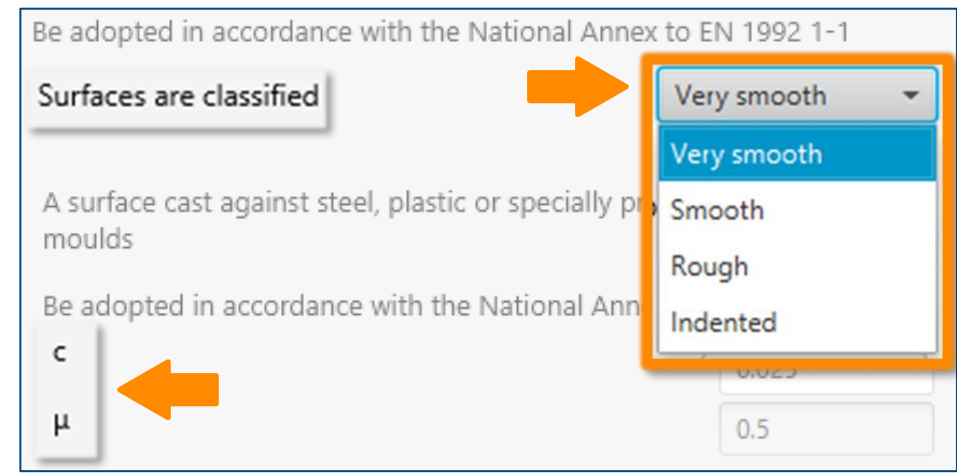 Be adopted in accordance with the National Annex to EN 1992 1-1
Surfaces are classified
Very smooth
Very smooth
A surface cast against steel, plastic or specially
Smooth
moulds
Rough
Be adopted in accordance with the National
Indented
c
μ
0.5